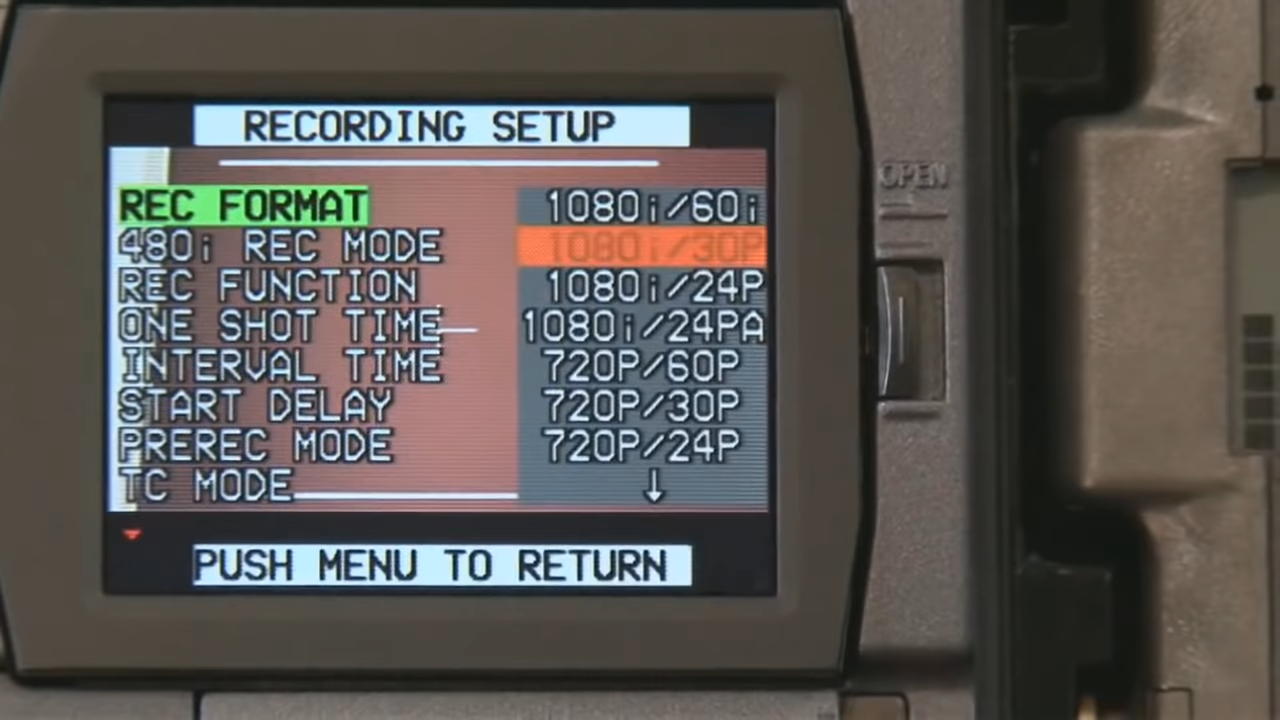 RECORDING SETUP
REC FORMAT 1080i/60i
480i REC MODE 1080i/30P
REC FUNCTION 1080i/24P
ONE SHOT TIME 1080i/24PA
INTERVAL TIME 720P/60P
START DELAY 720P/30P
PREREC MODE 720P/24P
TC MODE ↓
PUSH MENU TO RETURN
OPEN